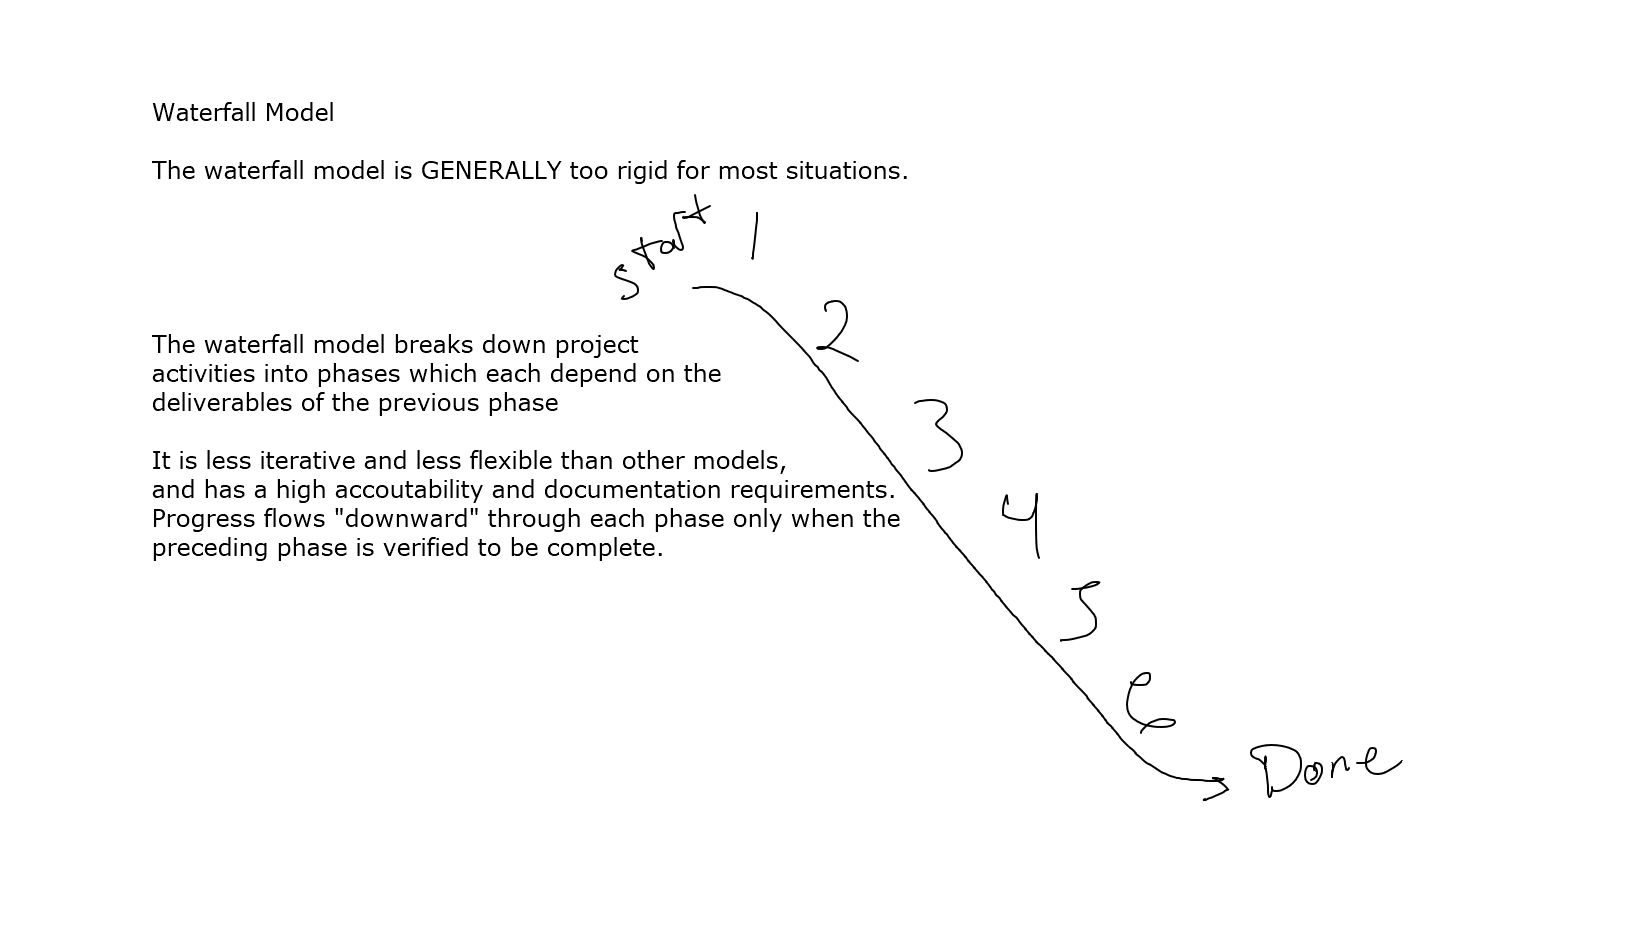 Waterfall Model
The waterfall model is GENERALLY too rigid for most situations.
start 1
2
The waterfall model breaks down project
activities into phases which each depend on the
deliverables of the previous phase
3
It is less iterative and less flexible than other models,
and has a high accoutability and documentation requirements.
Progress flows "downward" through each phase only when the
preceding phase is verified to be complete.
4
5
6
Done